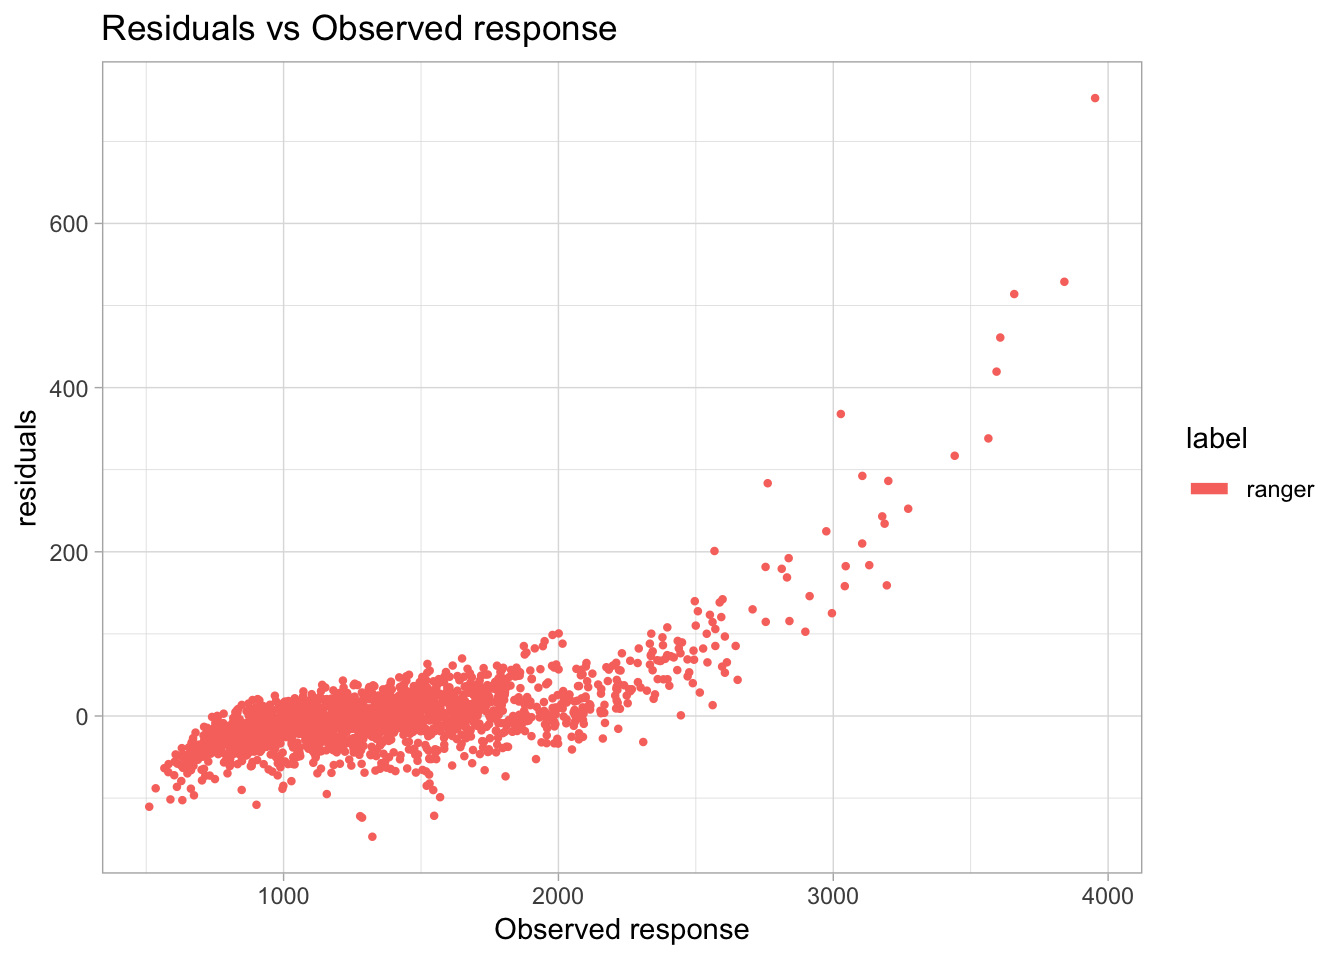 Residuals vs Observed response
600
400
200
0
residuals
1000
2000
3000
4000
Observed response
label
ranger